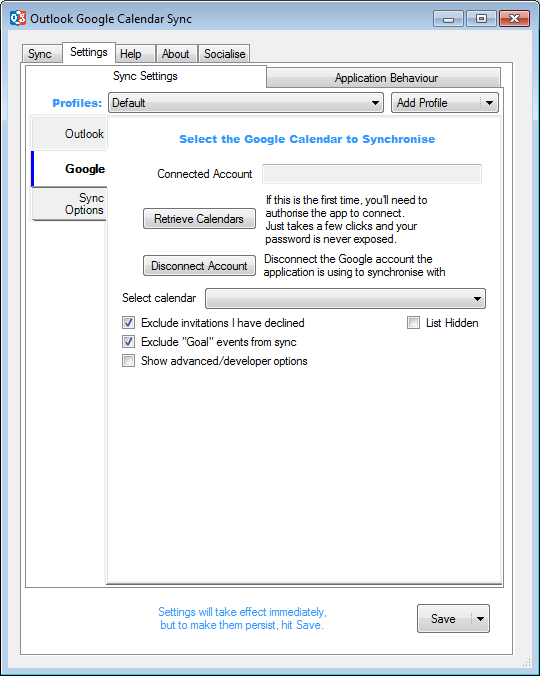 Outlook Google Calendar Sync
Sync Settings Help About Socialise
Sync Settings Application Behaviour
Profiles: Default Add Profile
Outlook
Google
Sync
Options
Select the Google Calendar to Synchronise
Connected Account
Retrieve Calendars
If this is the first time, you'll need to
authorise the app to connect.
Just takes a few clicks and your
password is never exposed.
Disconnect Account
Disconnect the Google account the
application is using to synchronise with
Select calendar
Exclude invitations I have declined List Hidden
Exclude "Goal" events from sync
Show advanced/developer options
Settings will take effect immediately,
but to make them persist, hit Save.
Save